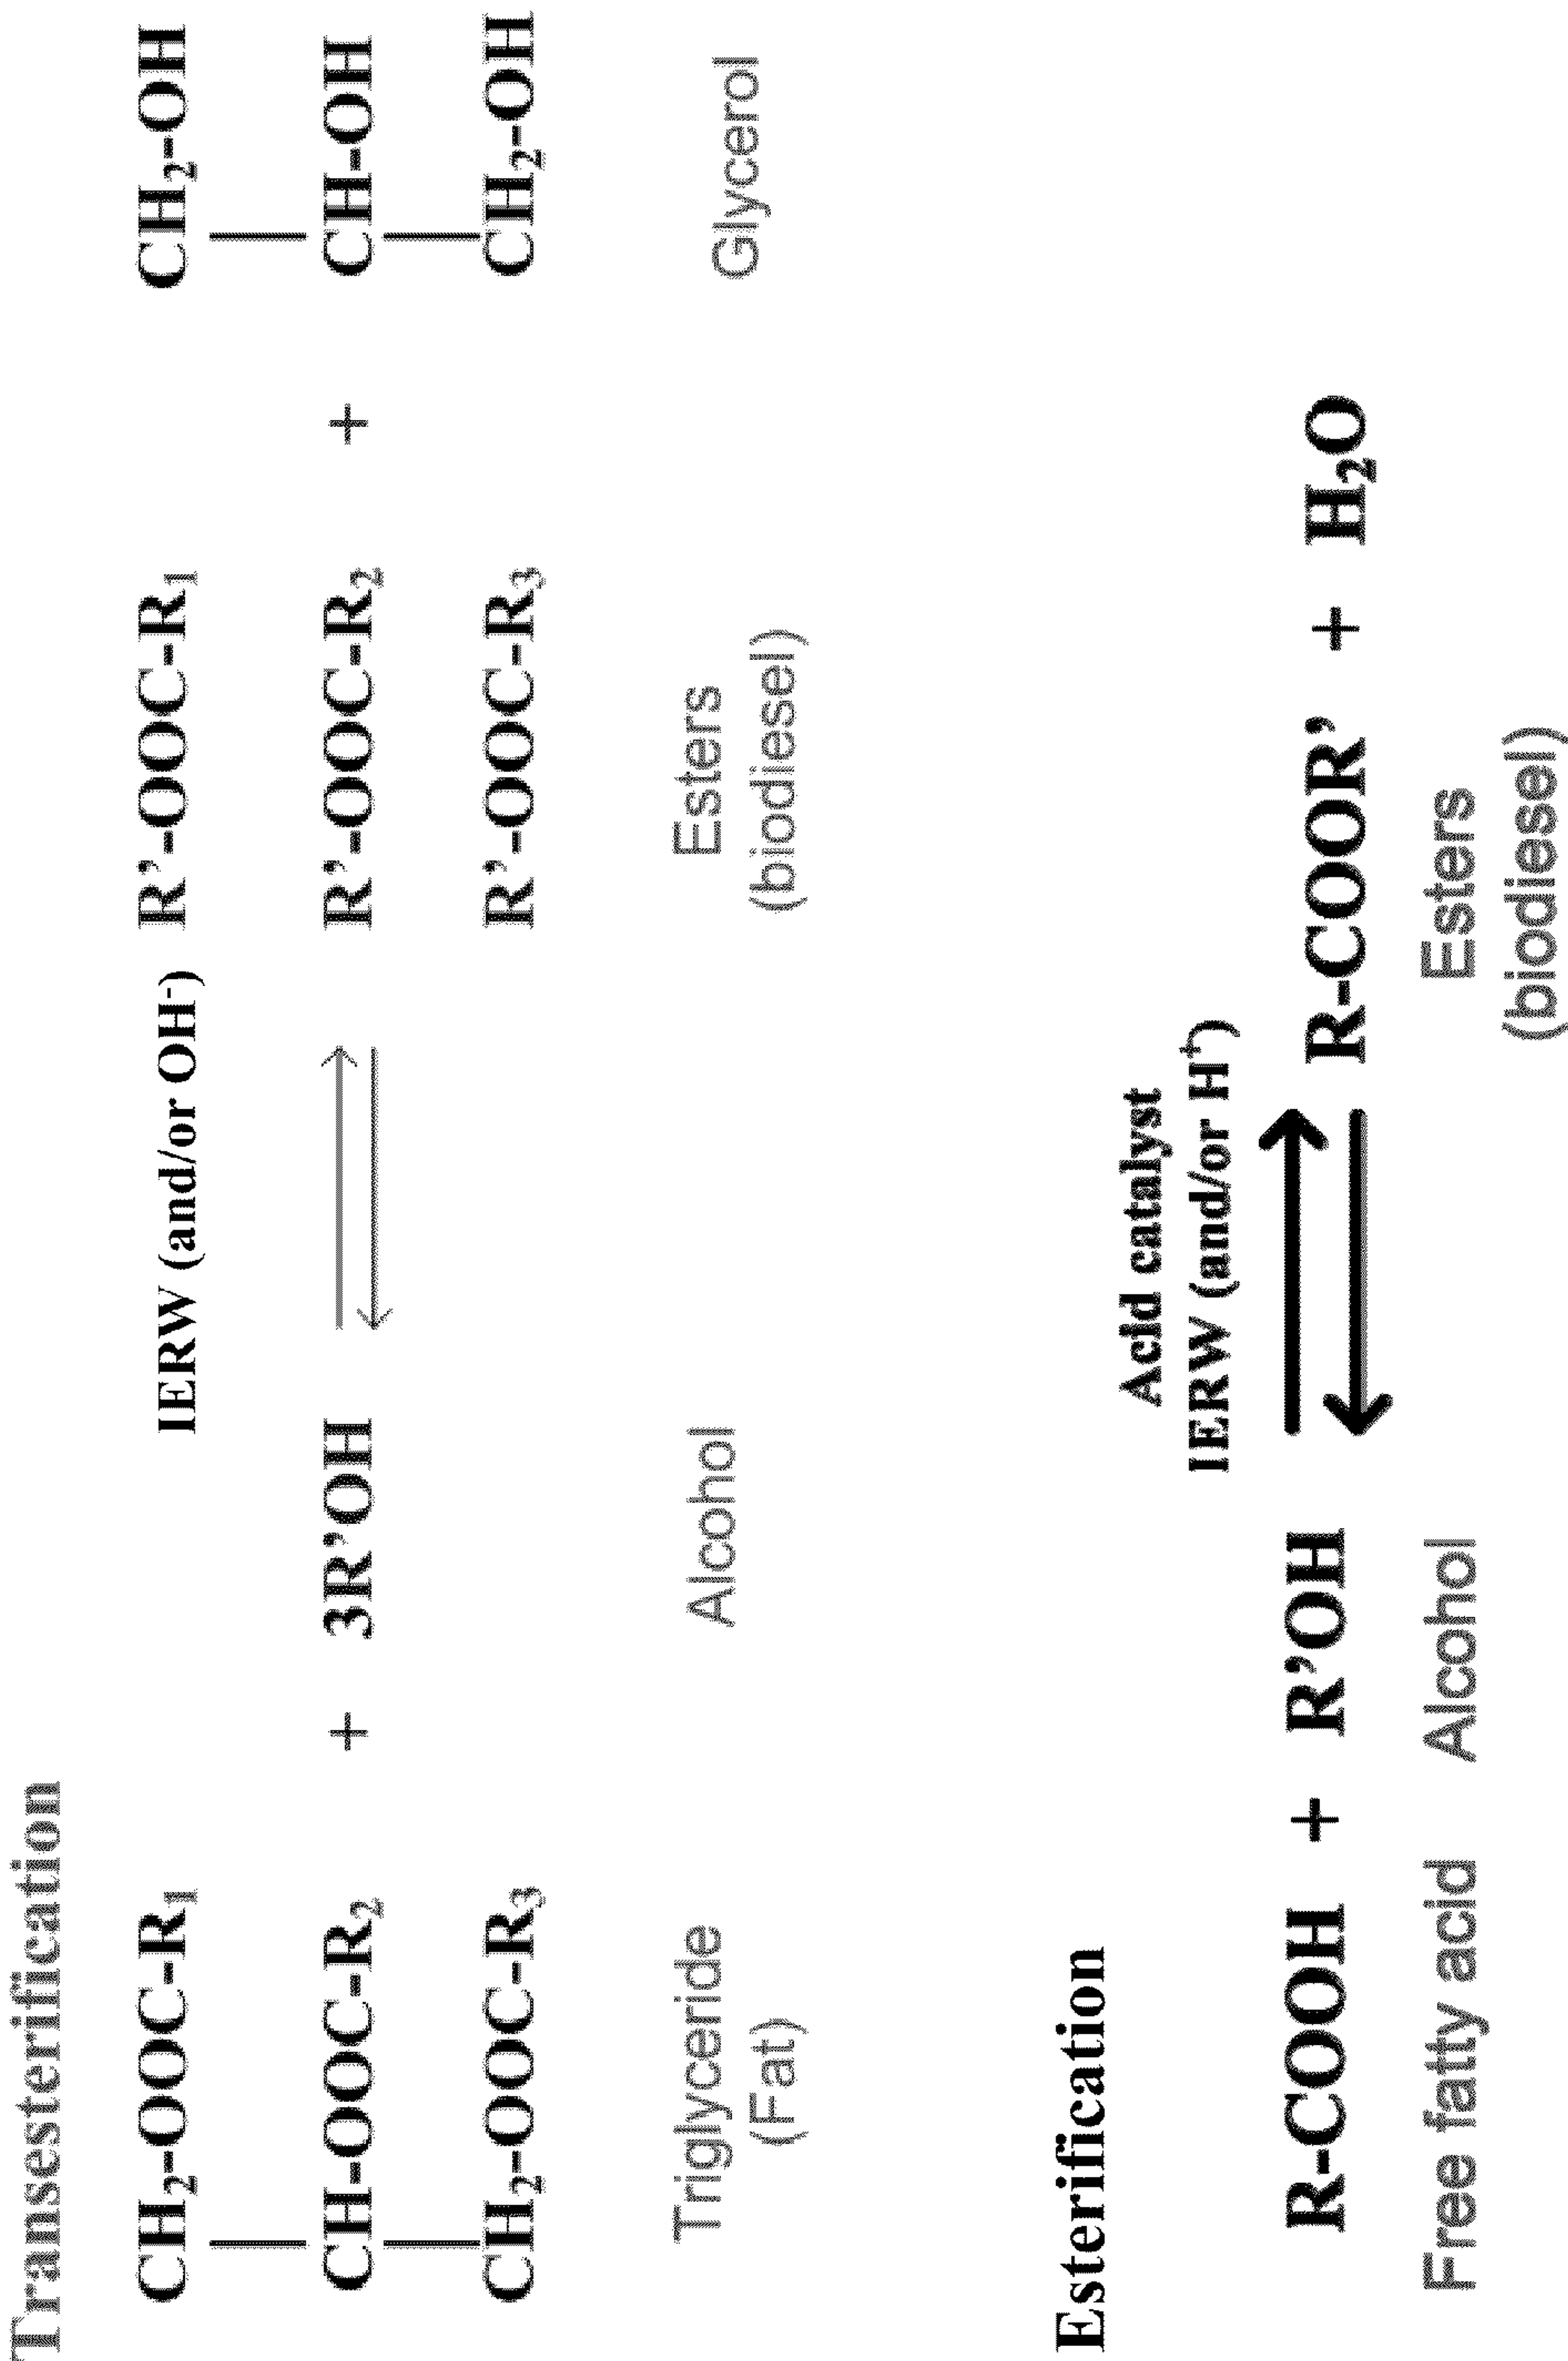 Transesterification
CH₂-OOC-R₁ R’-OOC-R₁ CH₂-OH
IERW (and/or OH⁻)
CH-OOC-R₂ + 3R’OH R’-OOC-R₂ + CH-OH
CH₂-OOC-R₃ R’-OOC-R₃ CH₂-OH
Triglyceride Alcohol Esters Glycerol
(Fat) (biodiesel)
Esterification
Acid catalyst
IERW (and/or H⁺)
R-COOH + R’OH R-COOR’ + H₂O
Free fatty acid Alcohol Esters
(biodiesel)